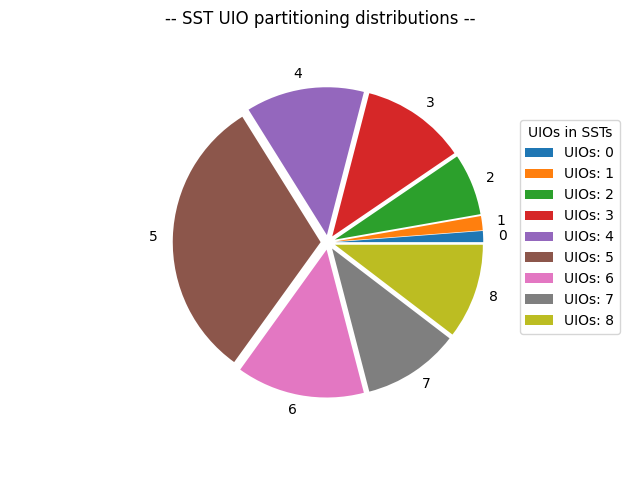 -- SST UIO partitioning distributions --
4
3
2
1
0
5
8
7
6
UIOs in SSTs
UIOs: 0
UIOs: 1
UIOs: 2
UIOs: 3
UIOs: 4
UIOs: 5
UIOs: 6
UIOs: 7
UIOs: 8